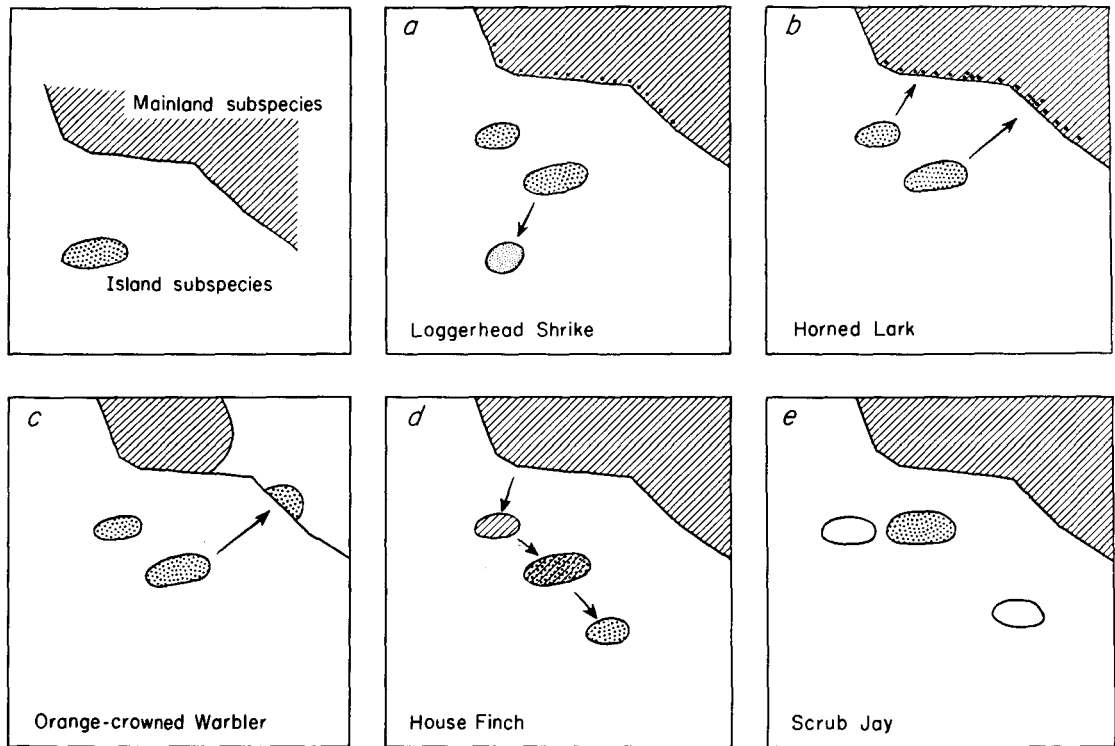 Mainland subspecies
Island subspecies
a
Loggerhead Shrike
b
Horned Lark
c
Orange-crowned Warbler
d
House Finch
e
Scrub Jay